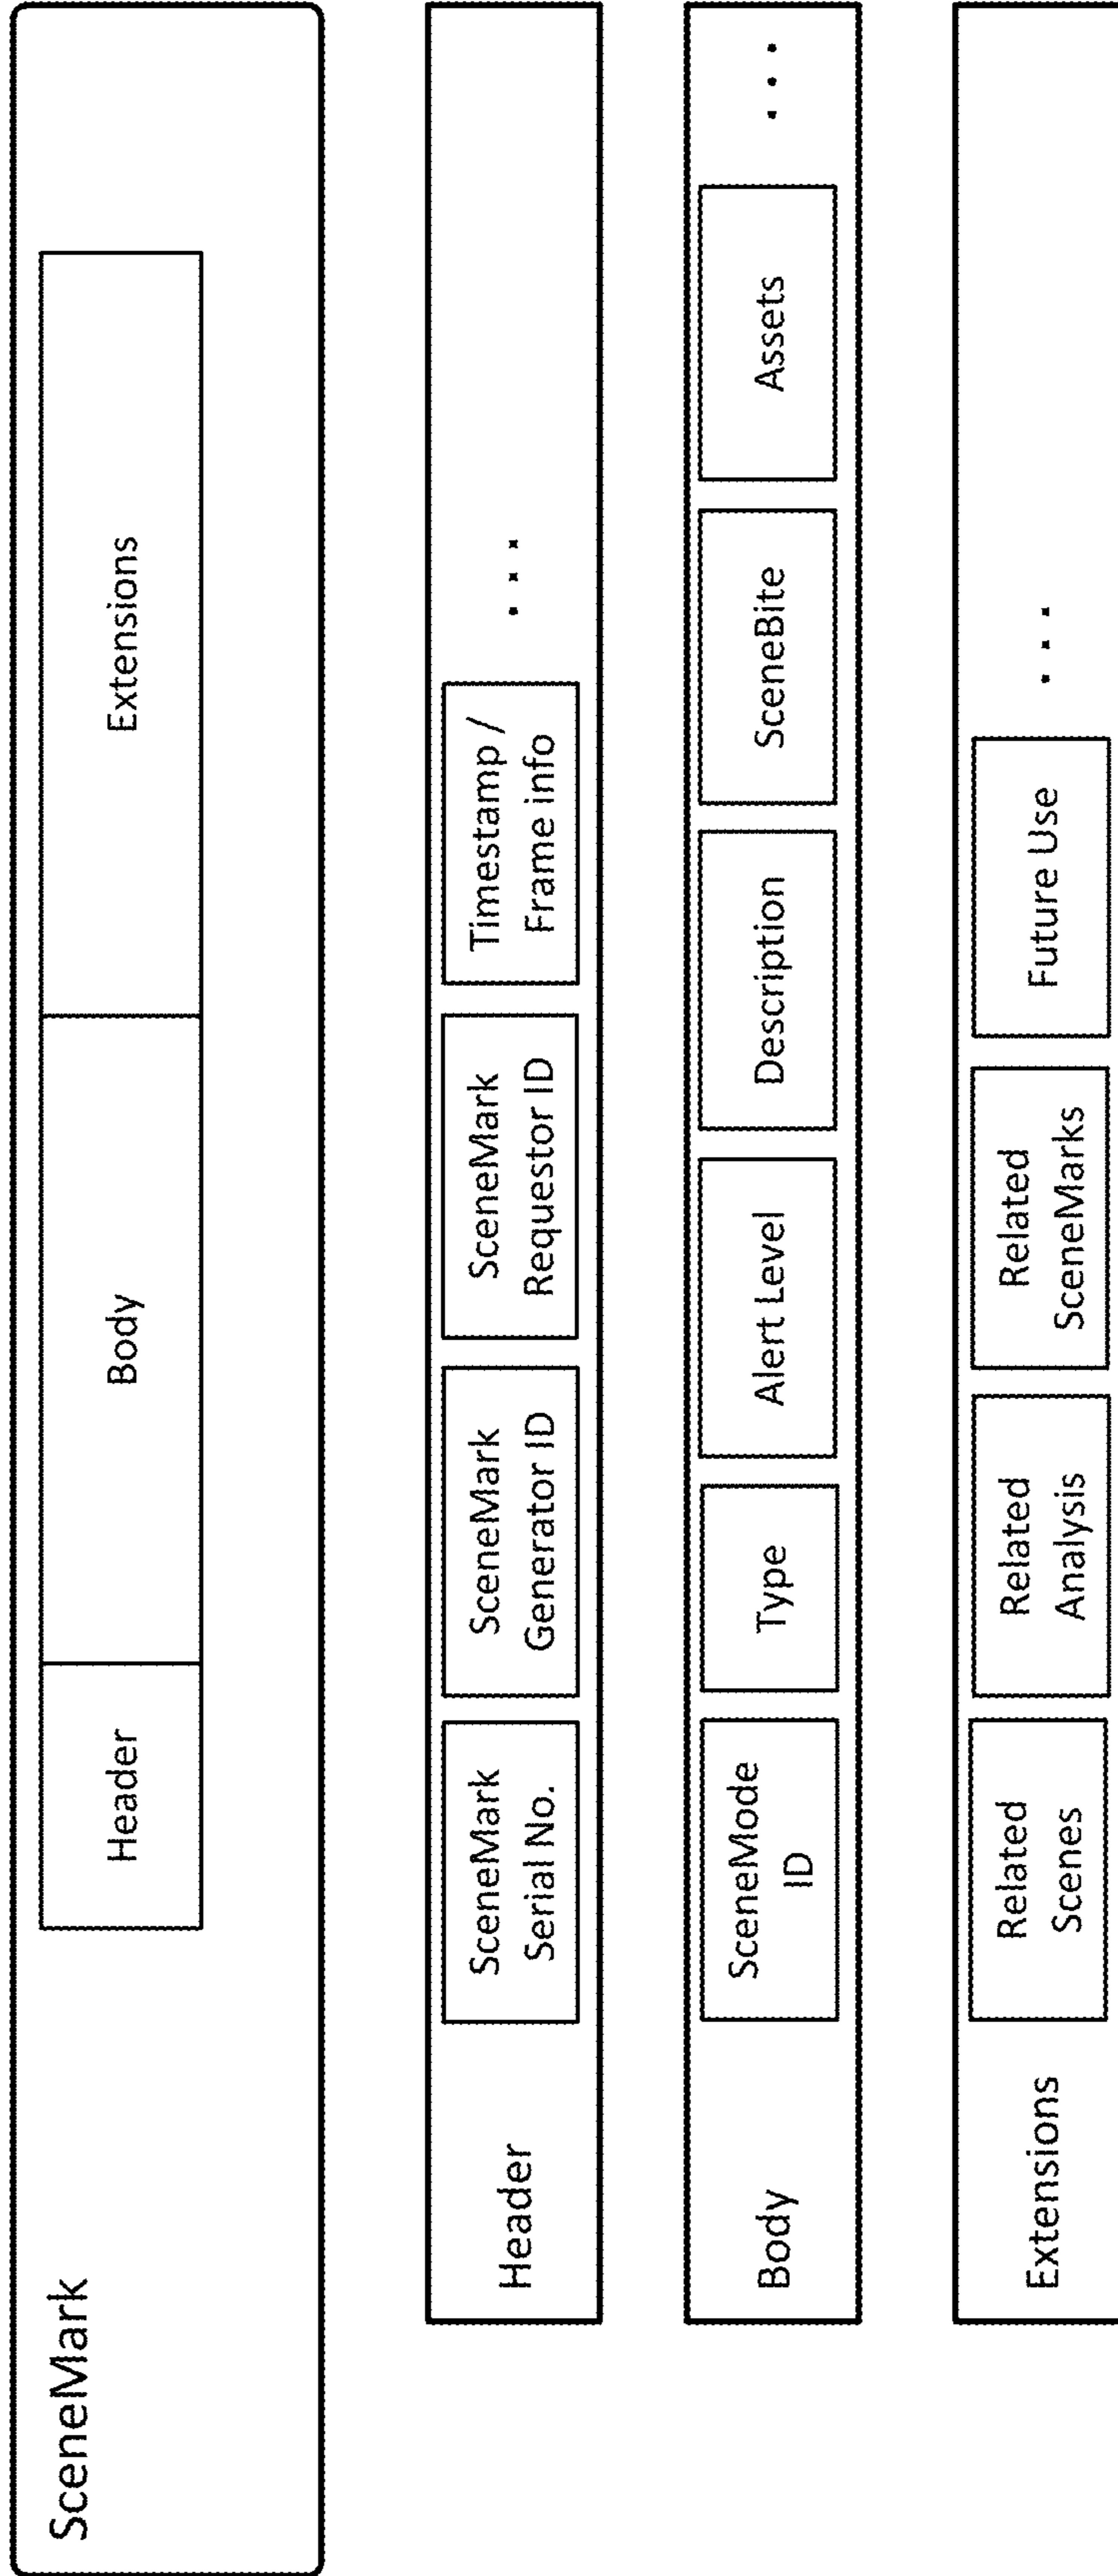 SceneMark
Header
Body
Extensions
Header
SceneMark
Serial No.
SceneMark
Generator ID
SceneMark
Requestor ID
Timestamp /
Frame info
. . .
Body
SceneMode
ID
Type
Alert Level
Description
SceneBite
Assets
. . .
Extensions
Related
Scenes
Related
Analysis
Related
SceneMarks
Future Use
. . .